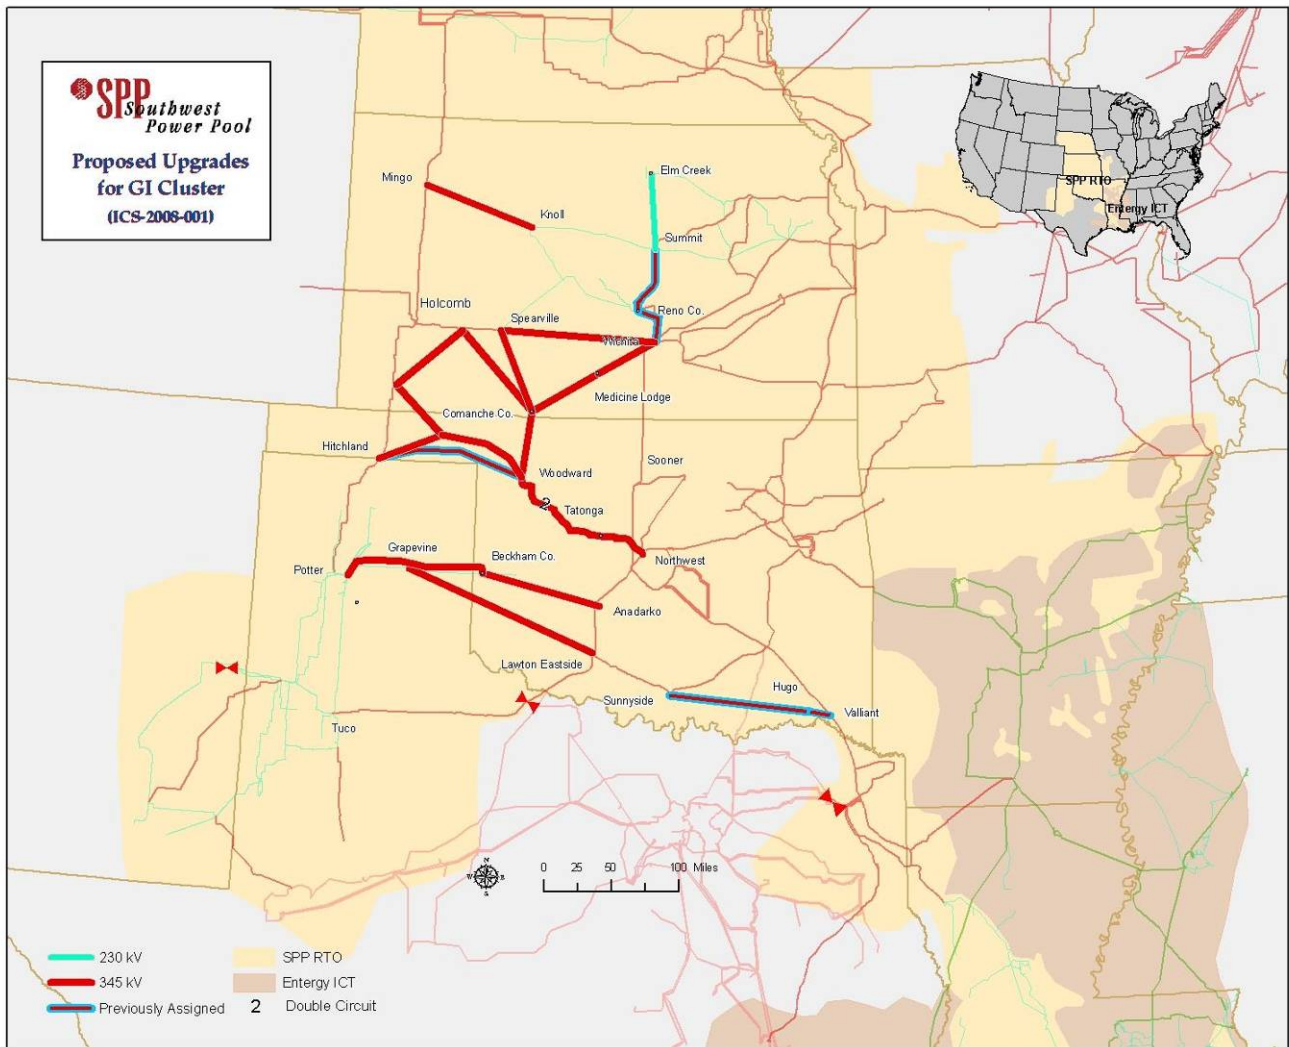 SPP
Southwest
Power Pool
Proposed Upgrades
for GI Cluster
(ICS-2008-001)
SPP RTO
Entergy ICT
Elm Creek
Mingo
Knoll
Summit
Holcomb
Spearville
Reno Co.
Wichita
Medicine Lodge
Comanche Co.
Hitchland
Sooner
Woodward
2
Tatonga
Grapevine
Beckham Co.
Northwest
Potter
Anadarko
Lawton Eastside
Hugo
Sunnyside
Valliant
Tuco
N
W E
S
0 25 50 100 Miles
230 kV
SPP RTO
345 kV
Entergy ICT
Previously Assigned
2 Double Circuit